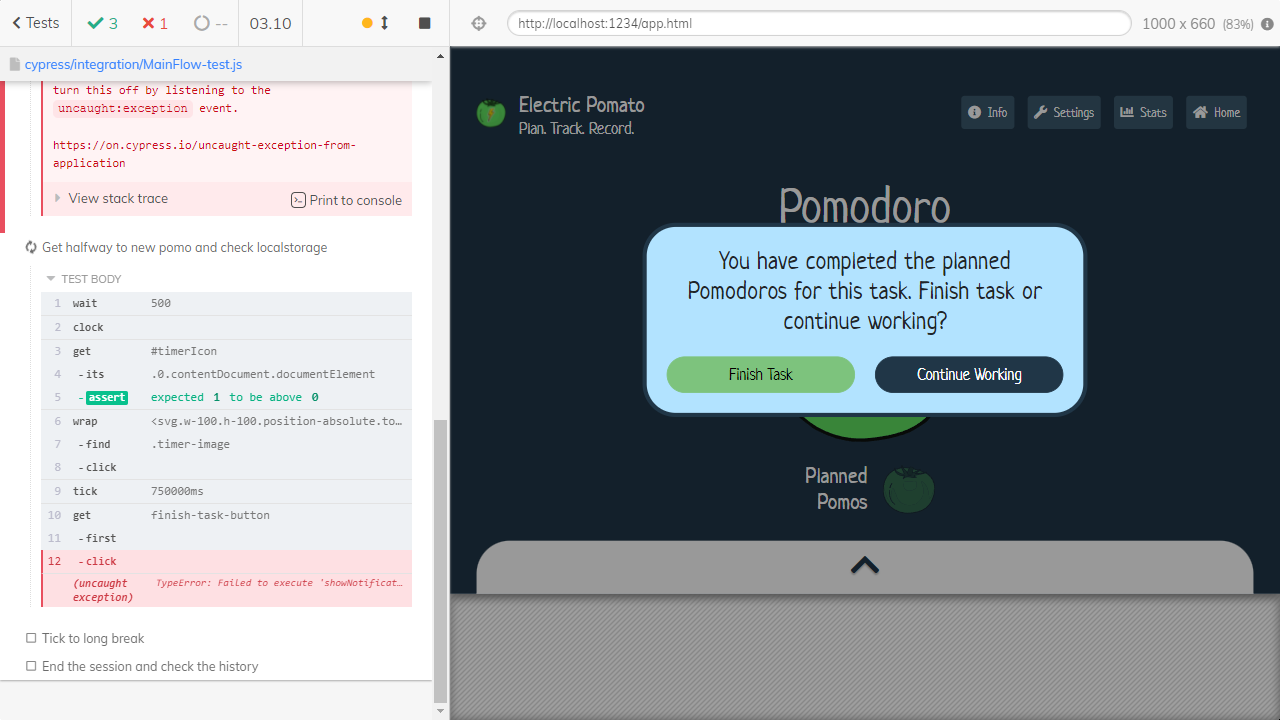 Tests
3
1
--
03.10
http://localhost:1234/app.html
1000 x 660 (83%)
cypress/integration/MainFlow-test.js
turn this off by listening to the
uncaught:exception event.
https://on.cypress.io/uncaught-exception-from-
application
View stack trace
Print to console
Get halfway to new pomo and check localstorage
TEST BODY
1 wait 500
2 clock
3 get #timerIcon
4 -its .0.contentDocument.documentElement
5 -assert expected 1 to be above 0
6 wrap <svg.w-100.h-100.position-absolute.to…
7 -find .timer-image
8 -click
9 tick 750000ms
10 get finish-task-button
11 -first
12 -click
(uncaught TypeError: Failed to execute 'showNotificat…
exception)
Tick to long break
End the session and check the history
Electric Pomato
Plan. Track. Record.
Info
Settings
Stats
Home
Pomodoro
You have completed the planned
Pomodoros for this task. Finish task or
continue working?
Finish Task
Continue Working
Planned
Pomos